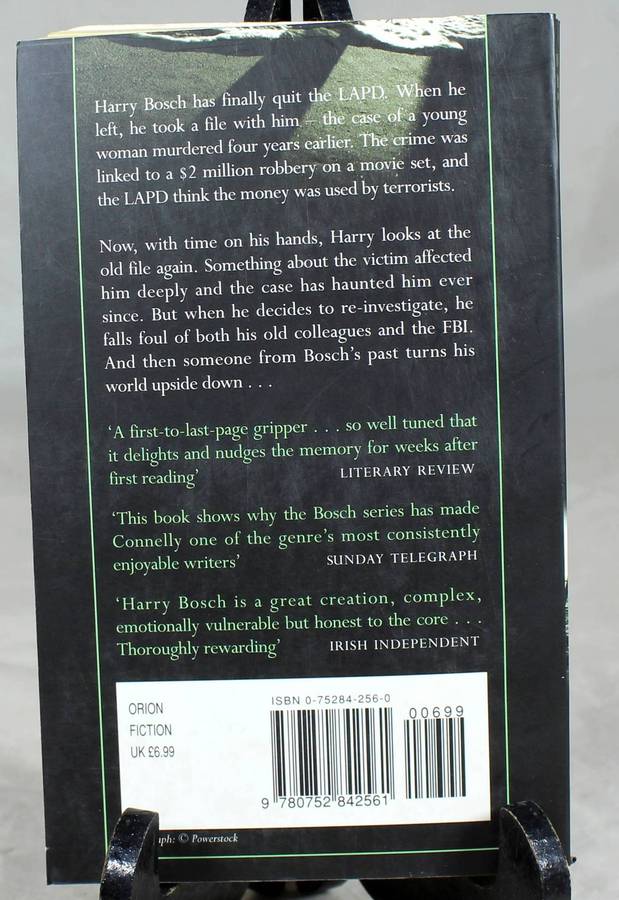 Harry Bosch has finally quit the LAPD. When he
left, he took a file with him – the case of a young
woman murdered four years earlier. The crime was
linked to a $2 million robbery on a movie set, and
the LAPD think the money was used by terrorists.
Now, with time on his hands, Harry looks at the
old file again. Something about the victim affected
him deeply and the case has haunted him ever
since. But when he decides to re-investigate, he
falls foul of both his old colleagues and the FBI.
And then someone from Bosch's past turns his
world upside down . . .
'A first-to-last-page gripper . . . so well tuned that
it delights and nudges the memory for weeks after
first reading' LITERARY REVIEW
'This book shows why the Bosch series has made
Connelly one of the genre's most consistently
enjoyable writers' SUNDAY TELEGRAPH
'Harry Bosch is a great creation, complex,
emotionally vulnerable but honest to the core . . .
Thoroughly rewarding' IRISH INDEPENDENT
ORION
FICTION
UK £6.99
ISBN 0-75284-256-0
00699
9 780752 842561
aph: © Powerstock